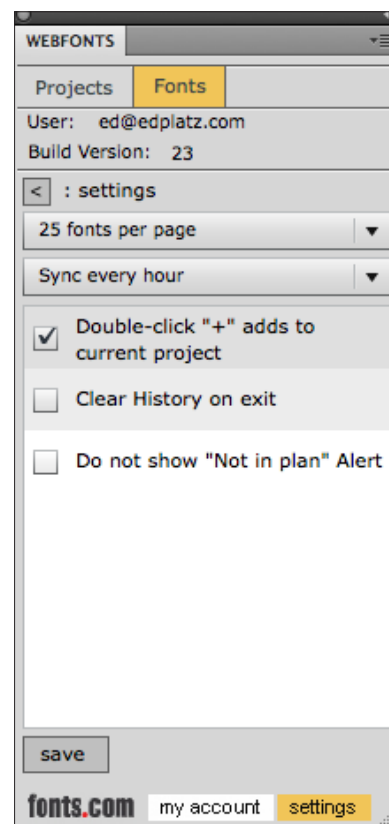 WEBFONTS
Projects Fonts
User: ed@edplatz.com
Build Version: 23
< : settings
25 fonts per page
Sync every hour
Double-click "+" adds to
current project
Clear History on exit
Do not show "Not in plan" Alert
save
fonts.com my account settings